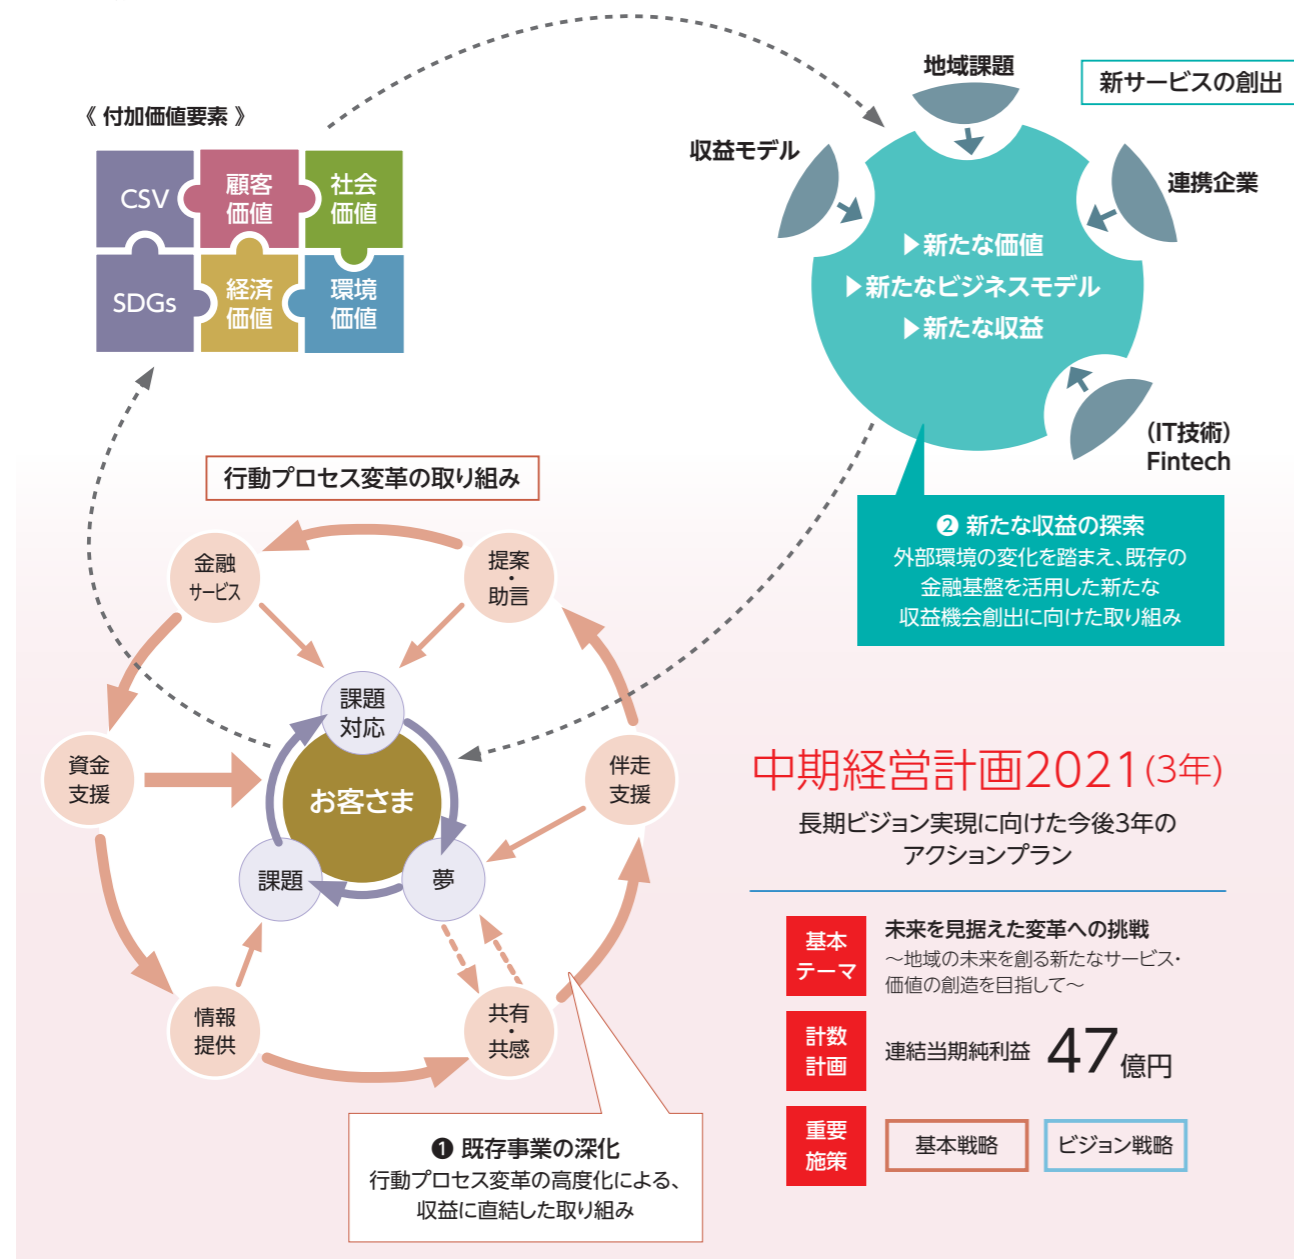 《 付加価値要素 》
CSV
顧客
価値
社会
価値
SDGs
経済
価値
環境
価値
新サービスの創出
地域課題
収益モデル
連携企業
▶新たな価値
▶新たなビジネスモデル
▶新たな収益
(IT技術)
Fintech
❷ 新たな収益の探索
外部環境の変化を踏まえ、既存の
金融基盤を活用した新たな
収益機会創出に向けた取り組み
行動プロセス変革の取り組み
金融
サービス
提案
・
助言
資金
支援
課題
対応
お客さま
伴走
支援
課題
夢
情報
提供
共有
・
共感
❶ 既存事業の深化
行動プロセス変革の高度化による、
収益に直結した取り組み
中期経営計画2021(3年)
長期ビジョン実現に向けた今後3年の
アクションプラン
基本
テーマ
未来を見据えた変革への挑戦
～地域の未来を創る新たなサービス・
価値の創造を目指して～
計数
計画
連結当期純利益 47億円
重要
施策
基本戦略
ビジョン戦略